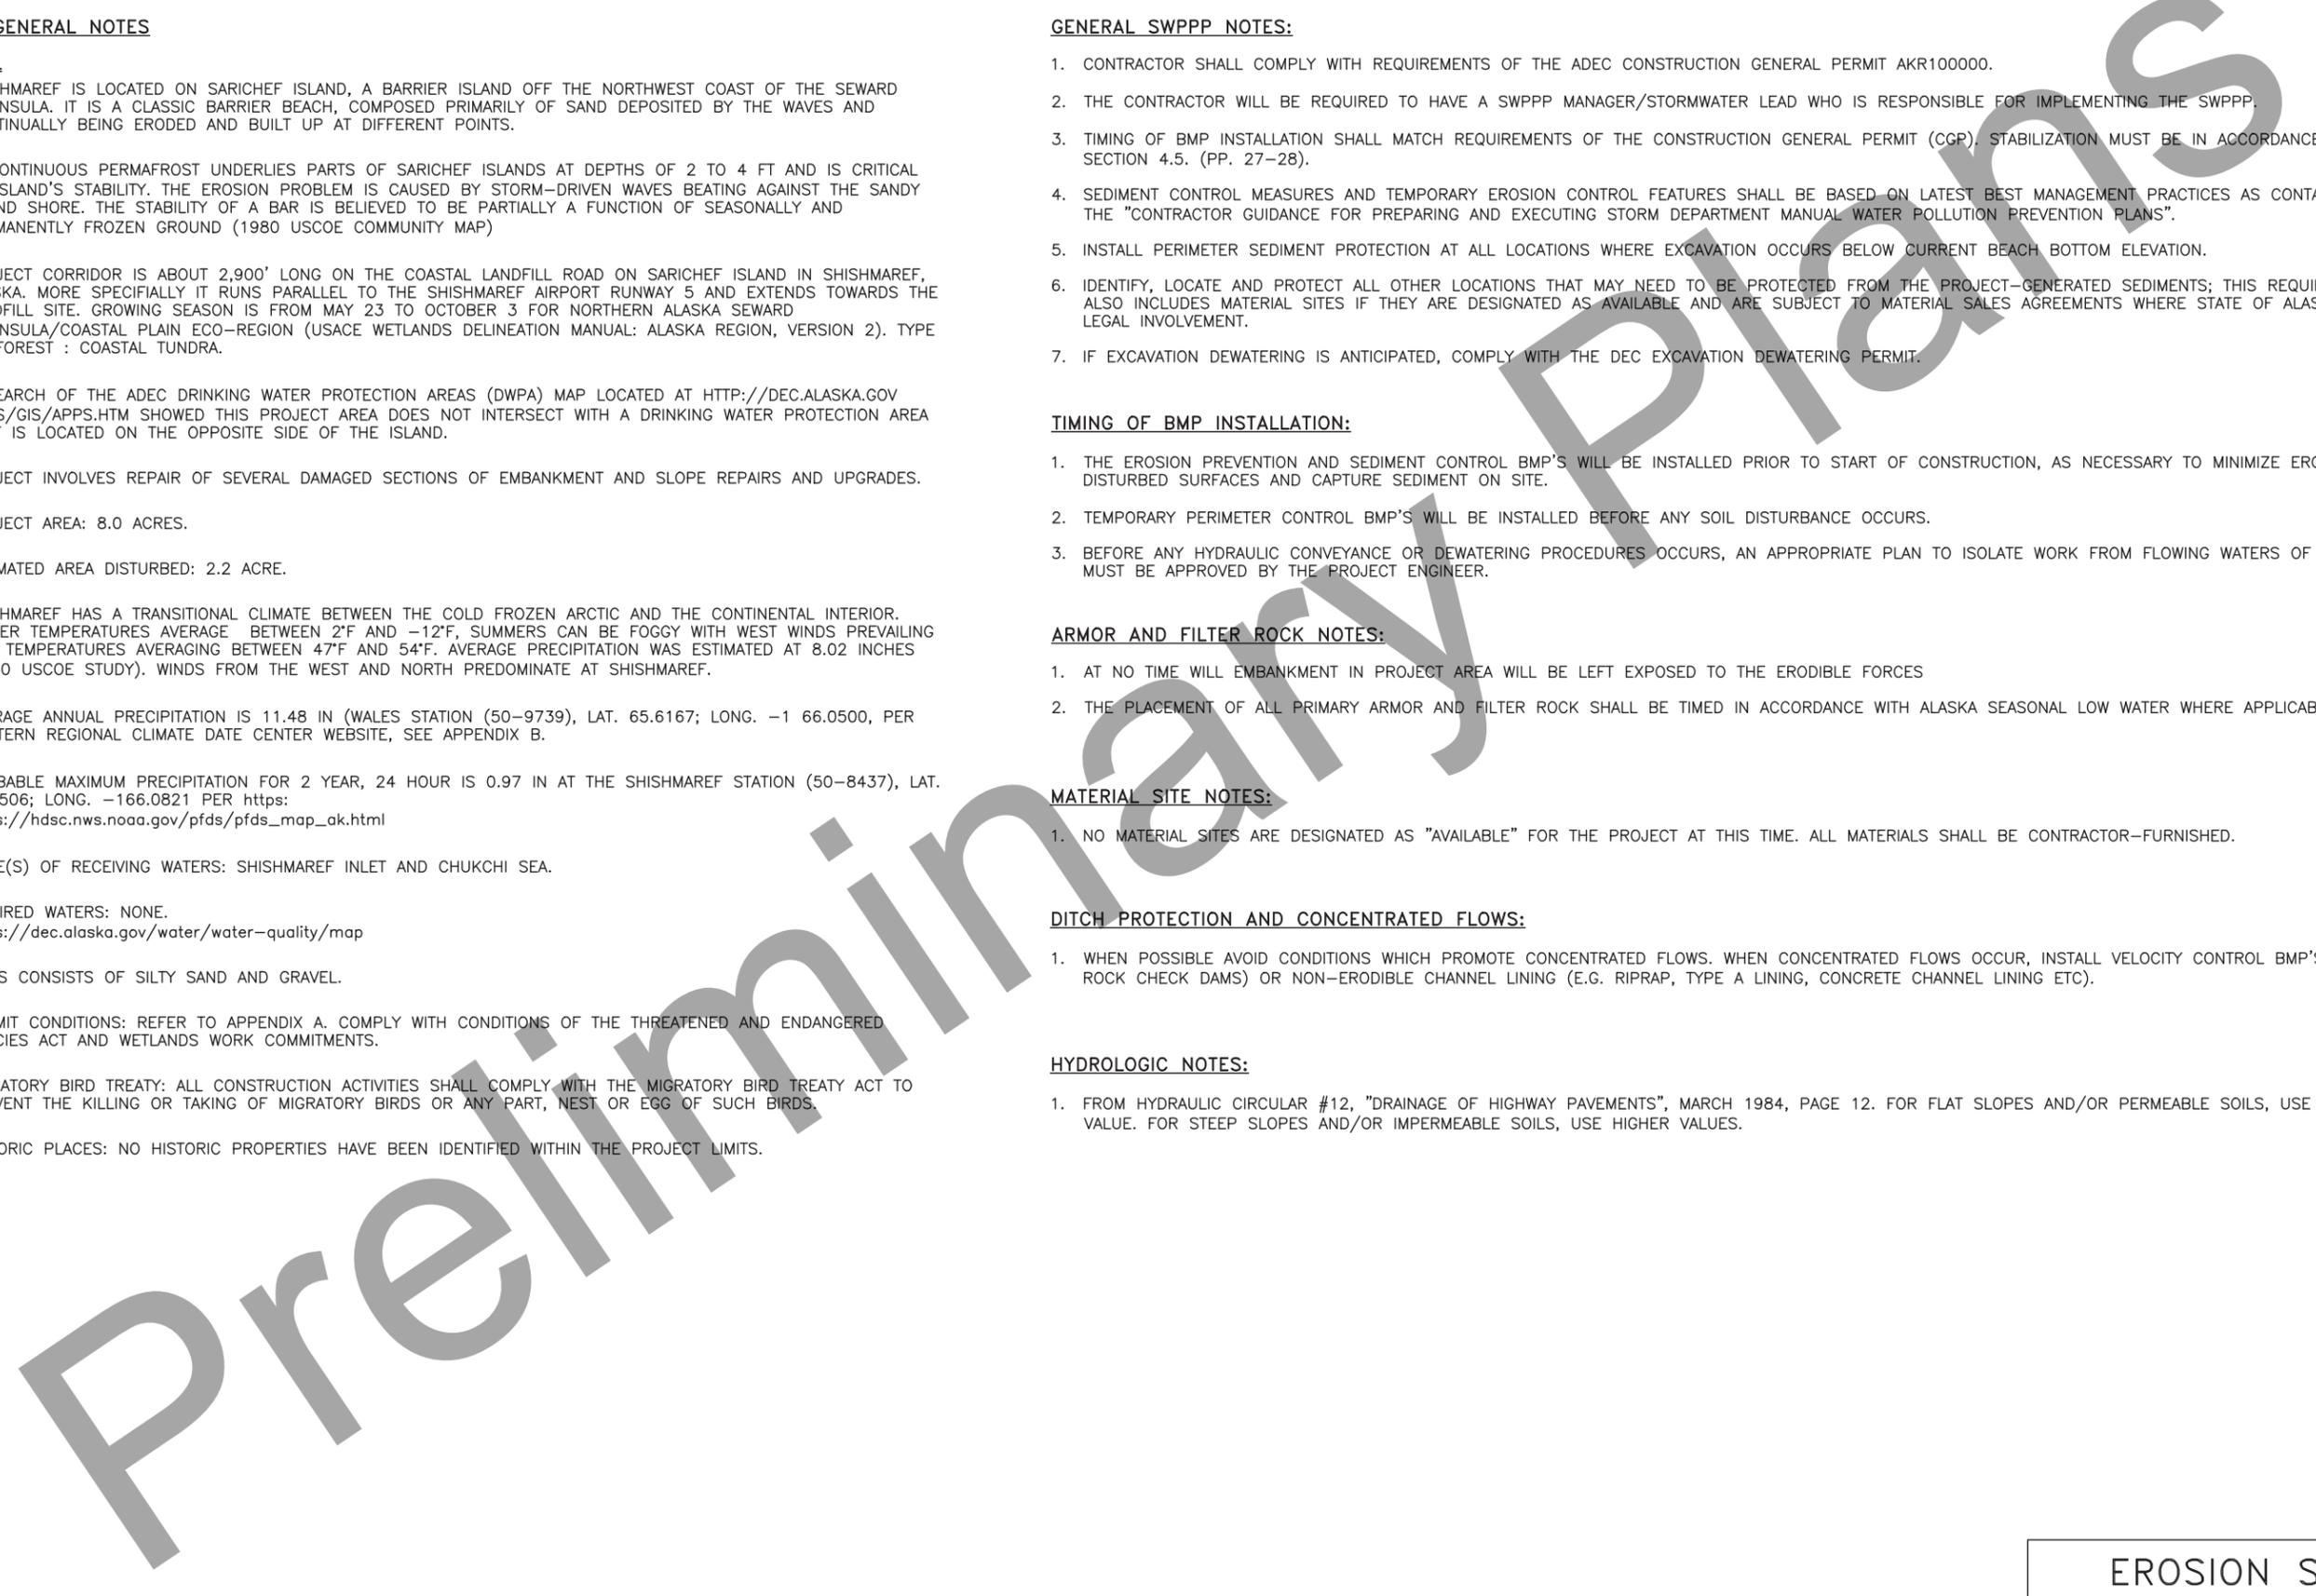 GENERAL NOTES
HMAREF IS LOCATED ON SARICHEF ISLAND, A BARRIER ISLAND OFF THE NORTHWEST COAST OF THE SEWARD
NSULA. IT IS A CLASSIC BARRIER BEACH, COMPOSED PRIMARILY OF SAND DEPOSITED BY THE WAVES AND
TINUALLY BEING ERODED AND BUILT UP AT DIFFERENT POINTS.
ONTINUOUS PERMAFROST UNDERLIES PARTS OF SARICHEF ISLANDS AT DEPTHS OF 2 TO 4 FT AND IS CRITICAL
SLAND'S STABILITY. THE EROSION PROBLEM IS CAUSED BY STORM-DRIVEN WAVES BEATING AGAINST THE SANDY
ND SHORE. THE STABILITY OF A BAR IS BELIEVED TO BE PARTIALLY A FUNCTION OF SEASONALLY AND
MANENTLY FROZEN GROUND (1980 USCOE COMMUNITY MAP)
JECT CORRIDOR IS ABOUT 2,900' LONG ON THE COASTAL LANDFILL ROAD ON SARICHEF ISLAND IN SHISHMAREF,
SKA. MORE SPECIFIALLY IT RUNS PARALLEL TO THE SHISHMAREF AIRPORT RUNWAY 5 AND EXTENDS TOWARDS THE
DFILL SITE. GROWING SEASON IS FROM MAY 23 TO OCTOBER 3 FOR NORTHERN ALASKA SEWARD
NSULA/COASTAL PLAIN ECO-REGION (USACE WETLANDS DELINEATION MANUAL: ALASKA REGION, VERSION 2). TYPE
FOREST : COASTAL TUNDRA.
EARCH OF THE ADEC DRINKING WATER PROTECTION AREAS (DWPA) MAP LOCATED AT HTTP://DEC.ALASKA.GOV
S/GIS/APPS.HTM SHOWED THIS PROJECT AREA DOES NOT INTERSECT WITH A DRINKING WATER PROTECTION AREA
T IS LOCATED ON THE OPPOSITE SIDE OF THE ISLAND.
JECT INVOLVES REPAIR OF SEVERAL DAMAGED SECTIONS OF EMBANKMENT AND SLOPE REPAIRS AND UPGRADES.
JECT AREA: 8.0 ACRES.
MATED AREA DISTURBED: 2.2 ACRE.
HMAREF HAS A TRANSITIONAL CLIMATE BETWEEN THE COLD FROZEN ARCTIC AND THE CONTINENTAL INTERIOR.
ER TEMPERATURES AVERAGE BETWEEN 2°F AND -12°F, SUMMERS CAN BE FOGGY WITH WEST WINDS PREVAILING
TEMPERATURES AVERAGING BETWEEN 47°F AND 54°F. AVERAGE PRECIPITATION WAS ESTIMATED AT 8.02 INCHES
0 USCOE STUDY). WINDS FROM THE WEST AND NORTH PREDOMINATE AT SHISHMAREF.
RAGE ANNUAL PRECIPITATION IS 11.48 IN (WALES STATION (50-9739), LAT. 65.6167; LONG. -1 66.0500, PER
TERN REGIONAL CLIMATE DATE CENTER WEBSITE, SEE APPENDIX B.
BABLE MAXIMUM PRECIPITATION FOR 2 YEAR, 24 HOUR IS 0.97 IN AT THE SHISHMAREF STATION (50-8437), LAT.
506; LONG. -166.0821 PER https:
s://hdsc.nws.noaa.gov/pfds/pfds_map_ak.html
E(S) OF RECEIVING WATERS: SHISHMAREF INLET AND CHUKCHI SEA.
IRED WATERS: NONE.
s://dec.alaska.gov/water/water-quality/map
S CONSISTS OF SILTY SAND AND GRAVEL.
MIT CONDITIONS: REFER TO APPENDIX A. COMPLY WITH CONDITIONS OF THE THREATENED AND ENDANGERED
CIES ACT AND WETLANDS WORK COMMITMENTS.
ATORY BIRD TREATY: ALL CONSTRUCTION ACTIVITIES SHALL COMPLY WITH THE MIGRATORY BIRD TREATY ACT TO
VENT THE KILLING OR TAKING OF MIGRATORY BIRDS OR ANY PART, NEST OR EGG OF SUCH BIRDS.
ORIC PLACES: NO HISTORIC PROPERTIES HAVE BEEN IDENTIFIED WITHIN THE PROJECT LIMITS.
GENERAL SWPPP NOTES:
1. CONTRACTOR SHALL COMPLY WITH REQUIREMENTS OF THE ADEC CONSTRUCTION GENERAL PERMIT AKR100000.
2. THE CONTRACTOR WILL BE REQUIRED TO HAVE A SWPPP MANAGER/STORMWATER LEAD WHO IS RESPONSIBLE FOR IMPLEMENTING THE SWPPP.
3. TIMING OF BMP INSTALLATION SHALL MATCH REQUIREMENTS OF THE CONSTRUCTION GENERAL PERMIT (CGP). STABILIZATION MUST BE IN ACCORDANCE
SECTION 4.5. (PP. 27-28).
4. SEDIMENT CONTROL MEASURES AND TEMPORARY EROSION CONTROL FEATURES SHALL BE BASED ON LATEST BEST MANAGEMENT PRACTICES AS CONTA
THE "CONTRACTOR GUIDANCE FOR PREPARING AND EXECUTING STORM DEPARTMENT MANUAL WATER POLLUTION PREVENTION PLANS".
5. INSTALL PERIMETER SEDIMENT PROTECTION AT ALL LOCATIONS WHERE EXCAVATION OCCURS BELOW CURRENT BEACH BOTTOM ELEVATION.
6. IDENTIFY, LOCATE AND PROTECT ALL OTHER LOCATIONS THAT MAY NEED TO BE PROTECTED FROM THE PROJECT-GENERATED SEDIMENTS; THIS REQUI
ALSO INCLUDES MATERIAL SITES IF THEY ARE DESIGNATED AS AVAILABLE AND ARE SUBJECT TO MATERIAL SALES AGREEMENTS WHERE STATE OF ALAS
LEGAL INVOLVEMENT.
7. IF EXCAVATION DEWATERING IS ANTICIPATED, COMPLY WITH THE DEC EXCAVATION DEWATERING PERMIT.
TIMING OF BMP INSTALLATION:
1. THE EROSION PREVENTION AND SEDIMENT CONTROL BMP'S WILL BE INSTALLED PRIOR TO START OF CONSTRUCTION, AS NECESSARY TO MINIMIZE ERO
DISTURBED SURFACES AND CAPTURE SEDIMENT ON SITE.
2. TEMPORARY PERIMETER CONTROL BMP'S WILL BE INSTALLED BEFORE ANY SOIL DISTURBANCE OCCURS.
3. BEFORE ANY HYDRAULIC CONVEYANCE OR DEWATERING PROCEDURES OCCURS, AN APPROPRIATE PLAN TO ISOLATE WORK FROM FLOWING WATERS OF
MUST BE APPROVED BY THE PROJECT ENGINEER.
ARMOR AND FILTER ROCK NOTES:
1. AT NO TIME WILL EMBANKMENT IN PROJECT AREA WILL BE LEFT EXPOSED TO THE ERODIBLE FORCES
2. THE PLACEMENT OF ALL PRIMARY ARMOR AND FILTER ROCK SHALL BE TIMED IN ACCORDANCE WITH ALASKA SEASONAL LOW WATER WHERE APPLICAB
MATERIAL SITE NOTES:
1. NO MATERIAL SITES ARE DESIGNATED AS "AVAILABLE" FOR THE PROJECT AT THIS TIME. ALL MATERIALS SHALL BE CONTRACTOR-FURNISHED.
DITCH PROTECTION AND CONCENTRATED FLOWS:
1. WHEN POSSIBLE AVOID CONDITIONS WHICH PROMOTE CONCENTRATED FLOWS. WHEN CONCENTRATED FLOWS OCCUR, INSTALL VELOCITY CONTROL BMP'S
ROCK CHECK DAMS) OR NON-ERODIBLE CHANNEL LINING (E.G. RIPRAP, TYPE A LINING, CONCRETE CHANNEL LINING ETC).
HYDROLOGIC NOTES:
1. FROM HYDRAULIC CIRCULAR #12, "DRAINAGE OF HIGHWAY PAVEMENTS", MARCH 1984, PAGE 12. FOR FLAT SLOPES AND/OR PERMEABLE SOILS, USE
VALUE. FOR STEEP SLOPES AND/OR IMPERMEABLE SOILS, USE HIGHER VALUES.
Preliminary Plans
EROSION S